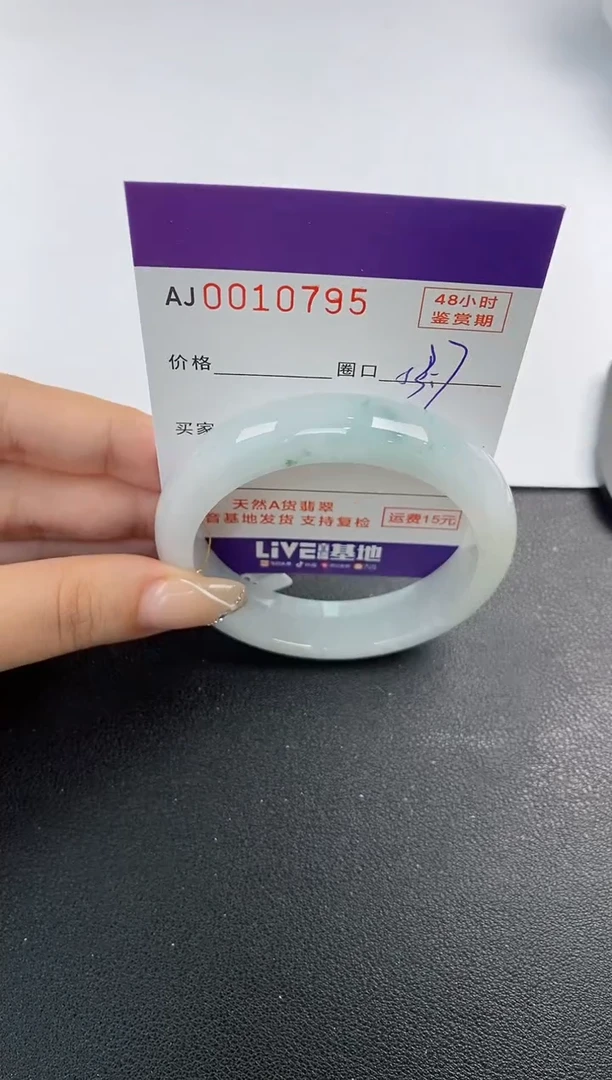 AJ0010795
48小时
鉴赏期
价格 圈口
买家
天然A货翡翠
音基地发货 支持复检 运费15元
LiVE 基地